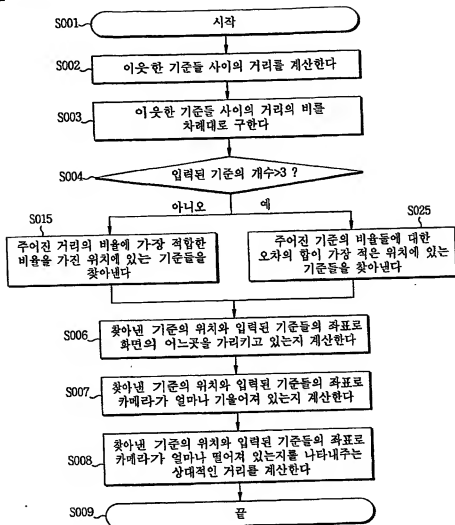 S001
시작
S002
이웃한 기준들 사이의 거리를 계산한다
S003
이웃한 기준들 사이의 거리의 비를
차례대로 구한다
S004
입력된 기준의 개수>3 ?
아니오
예
S015
주어진 거리의 비율에 가장 적합한
비율을 가진 위치에 있는 기준들을
찾아낸다
S025
주어진 기준의 비율들에 대한
오차의 합이 가장 적은 위치에 있는
기준들을 찾아낸다
S006
찾아낸 기준의 위치와 입력된 기준들의 좌표로
화면의 어느곳을 가리키고 있는지 계산한다
S007
찾아낸 기준의 위치와 입력된 기준들의 좌표로
카메라가 얼마나 기울어져 있는지 계산한다
S008
찾아낸 기준의 위치와 입력된 기준들의 좌표로
카메라가 얼마나 떨어져 있는지를 나타내주는
상대적인 거리를 계산한다
S009
끝